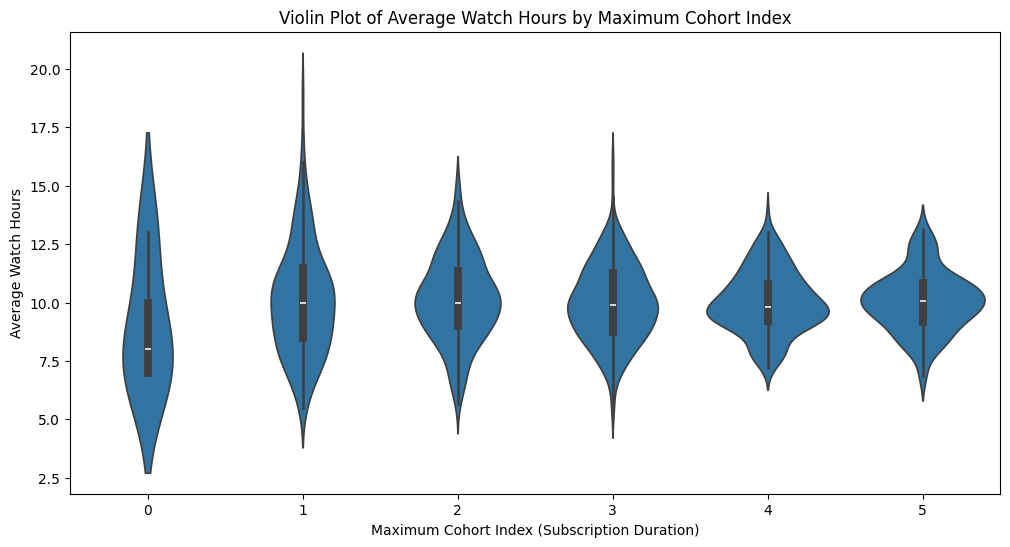 Violin Plot of Average Watch Hours by Maximum Cohort Index
Average Watch Hours
20.0
17.5
15.0
12.5
10.0
7.5
5.0
2.5
0 1 2 3 4 5
Maximum Cohort Index (Subscription Duration)